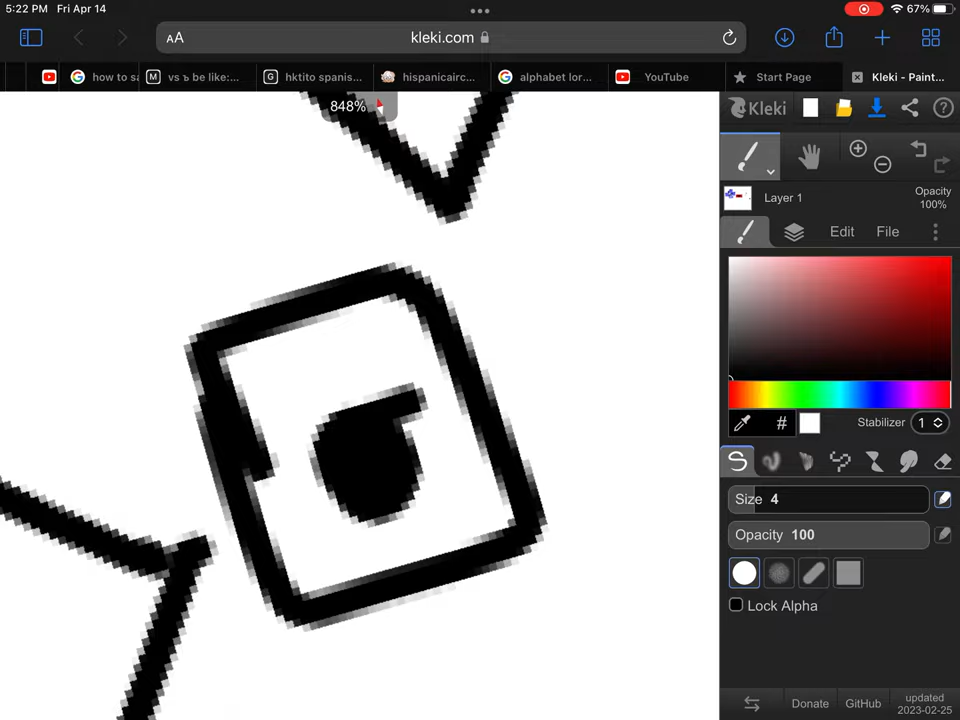 5:22 PM Fri Apr 14
67%
AA kleki.com
how to sa
vs ъ be like:...
hktito spanis...
hispanicairc...
alphabet lor...
YouTube
Start Page
Kleki - Paint...
848%
Kleki
Layer 1
Opacity
100%
Edit
File
#
Stabilizer 1
Size 4
Opacity 100
Lock Alpha
Donate
GitHub
updated
2023-02-25